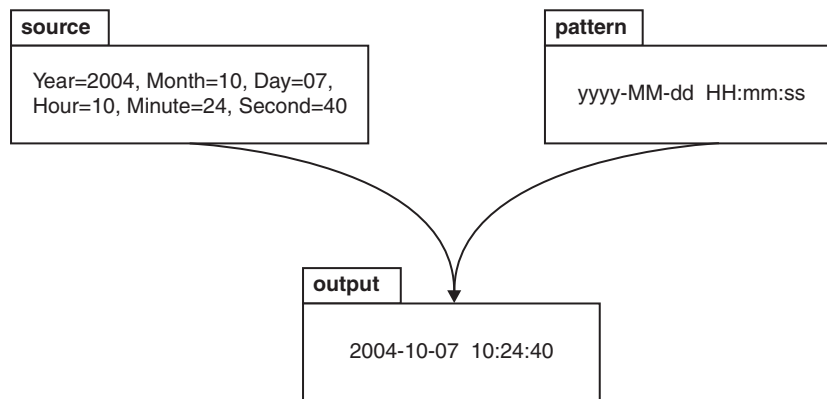 source
Year=2004, Month=10, Day=07,
Hour=10, Minute=24, Second=40
pattern
yyyy-MM-dd  HH:mm:ss
output
2004-10-07  10:24:40